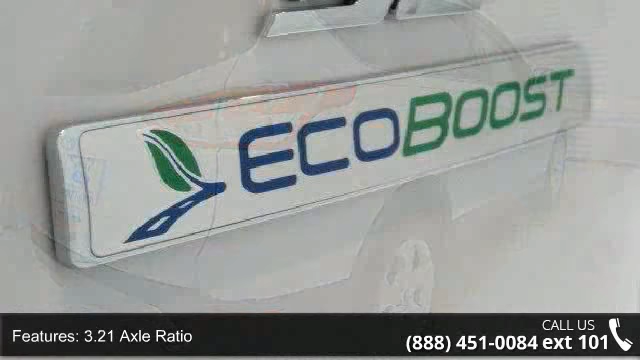 ECOBOOST
CALL US
Features: 3.21 Axle Ratio
(888) 451-0084 ext 101